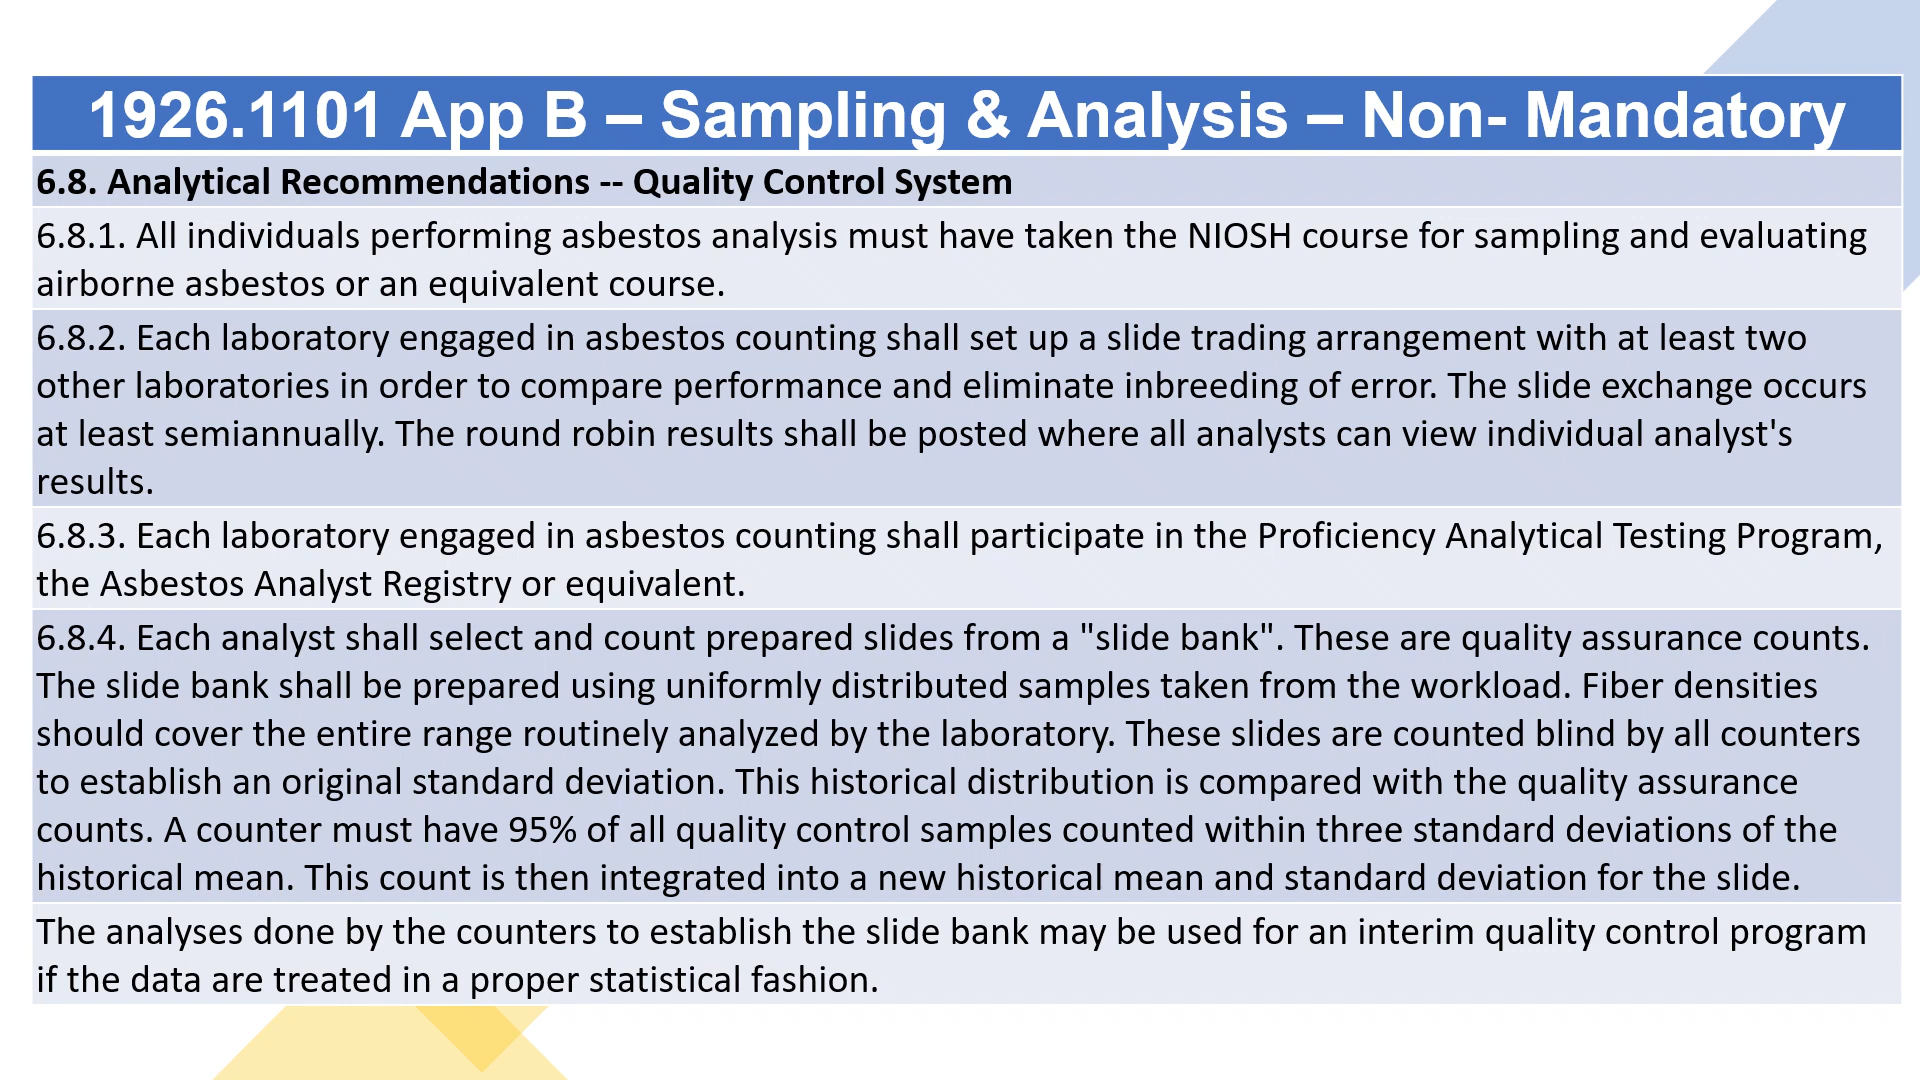 1926.1101 App B – Sampling & Analysis – Non- Mandatory
6.8. Analytical Recommendations -- Quality Control System
6.8.1. All individuals performing asbestos analysis must have taken the NIOSH course for sampling and evaluating
airborne asbestos or an equivalent course.
6.8.2. Each laboratory engaged in asbestos counting shall set up a slide trading arrangement with at least two
other laboratories in order to compare performance and eliminate inbreeding of error. The slide exchange occurs
at least semiannually. The round robin results shall be posted where all analysts can view individual analyst's
results.
6.8.3. Each laboratory engaged in asbestos counting shall participate in the Proficiency Analytical Testing Program,
the Asbestos Analyst Registry or equivalent.
6.8.4. Each analyst shall select and count prepared slides from a "slide bank". These are quality assurance counts.
The slide bank shall be prepared using uniformly distributed samples taken from the workload. Fiber densities
should cover the entire range routinely analyzed by the laboratory. These slides are counted blind by all counters
to establish an original standard deviation. This historical distribution is compared with the quality assurance
counts. A counter must have 95% of all quality control samples counted within three standard deviations of the
historical mean. This count is then integrated into a new historical mean and standard deviation for the slide.
The analyses done by the counters to establish the slide bank may be used for an interim quality control program
if the data are treated in a proper statistical fashion.